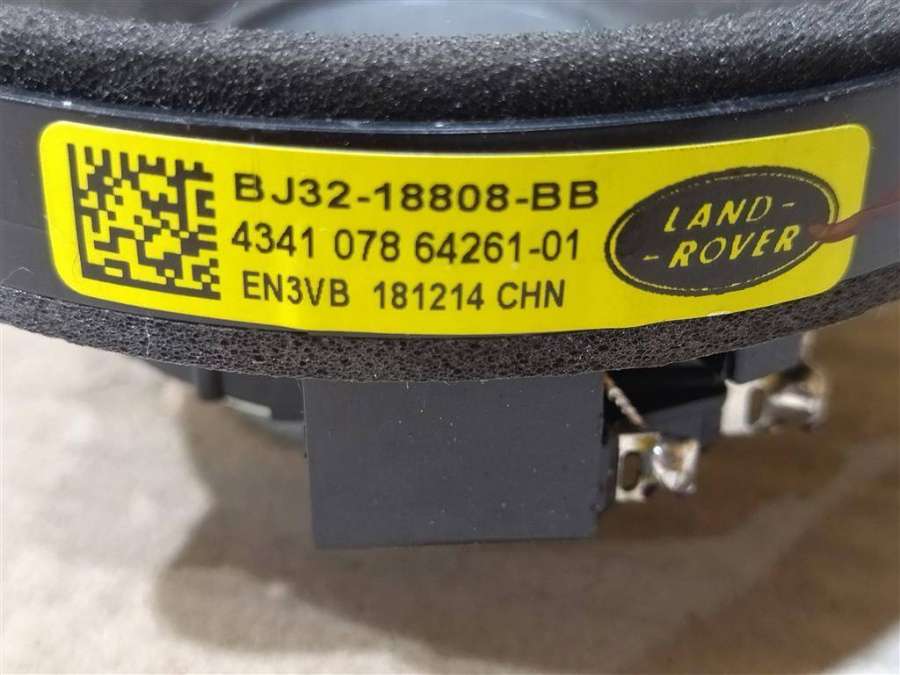 BJ32-18808-BB
4341 078 64261-01
EN3VB 181214 CHN
LAND-
-ROVER